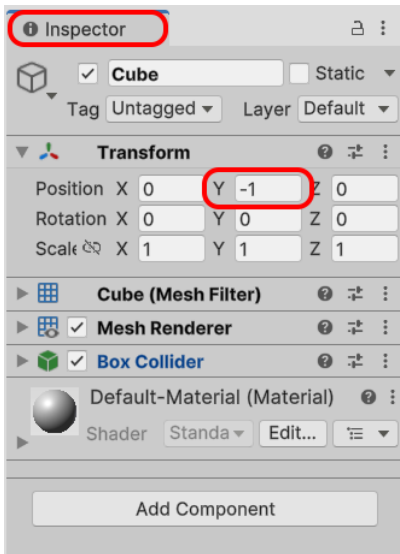 Inspector
Cube Static
Tag Untagged Layer Default
Transform
Position X 0 Y -1 Z 0
Rotation X 0 Y 0 Z 0
Scale X 1 Y 1 Z 1
Cube (Mesh Filter)
Mesh Renderer
Box Collider
Default-Material (Material)
Shader Standa Edit...
Add Component